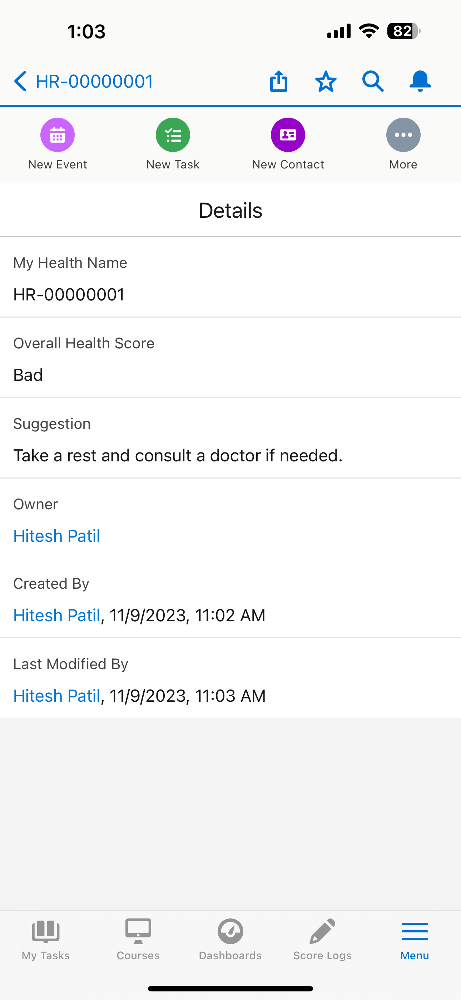 1:03
82
HR-00000001
New Event
New Task
New Contact
More
Details
My Health Name
HR-00000001
Overall Health Score
Bad
Suggestion
Take a rest and consult a doctor if needed.
Owner
Hitesh Patil
Created By
Hitesh Patil, 11/9/2023, 11:02 AM
Last Modified By
Hitesh Patil, 11/9/2023, 11:03 AM
My Tasks
Courses
Dashboards
Score Logs
Menu